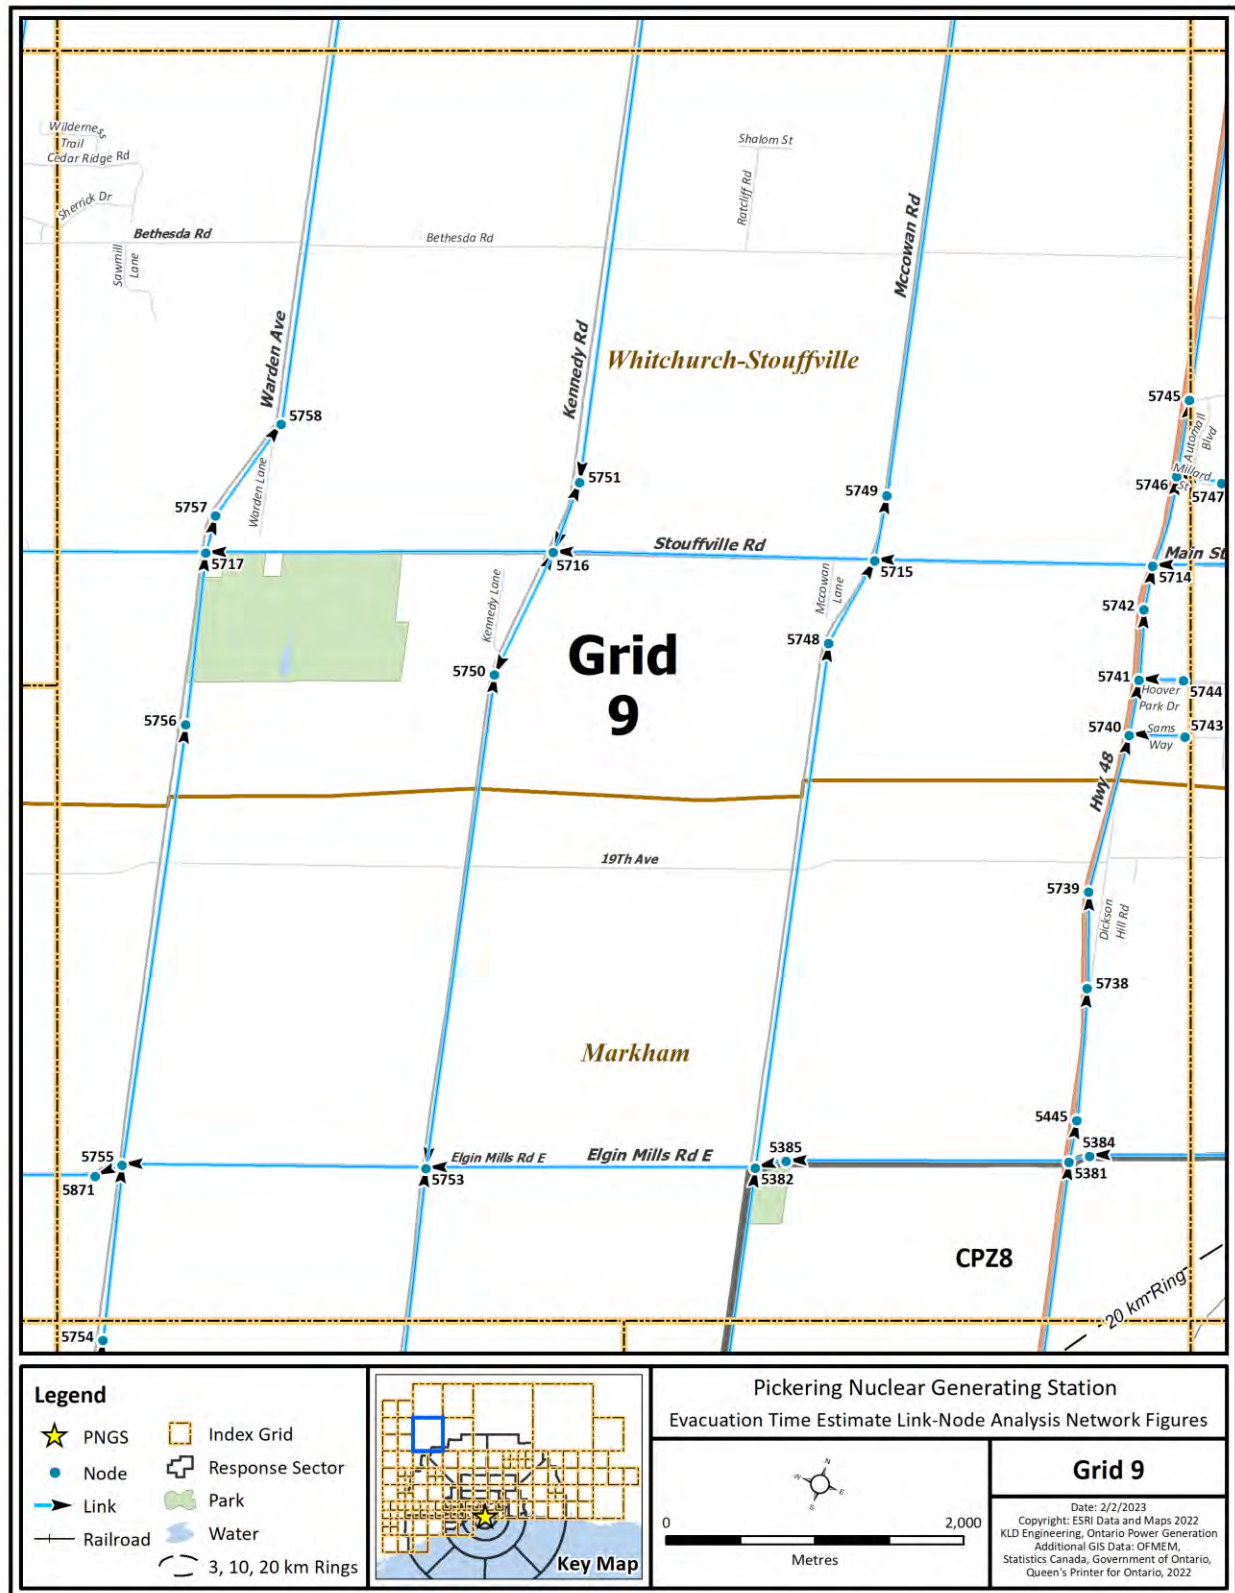 Wilderness
Trail
Cedar Ridge Rd
Sherrick Dr
Bethesda Rd
Sawmill
Lane
Bethesda Rd
Shalom St
Ratcliff Rd
Mccowan Rd
Warden Ave
Kennedy Rd
Whitchurch-Stouffville
5758
5745
Automall
Blvd
Warden Lane
5751
5749
5746
Millard
St
5747
5757
Stouffville Rd
Main St
5717
5716
5715
5714
Kennedy Lane
Mccowan
Lane
5742
5748
Grid
9
5750
5741
5744
Hoover
Park Dr
5756
5740
Sams
Way
5743
Hwy 48
19Th Ave
5739
Dickson
Hill Rd
5738
Markham
5445
5755
Elgin Mills Rd E
Elgin Mills Rd E
5385
5384
5871
5753
5382
5381
CPZ8
20 km Ring
5754
Legend
PNGS
Node
Link
Railroad
Index Grid
Response Sector
Park
Water
3, 10, 20 km Rings
Key Map
Pickering Nuclear Generating Station
Evacuation Time Estimate Link-Node Analysis Network Figures
N
W
E
S
0
2,000
Metres
Grid 9
Date: 2/2/2023
Copyright: ESRI Data and Maps 2022
KLD Engineering, Ontario Power Generation
Additional GIS Data: OFMEM,
Statistics Canada, Government of Ontario,
Queen's Printer for Ontario, 2022